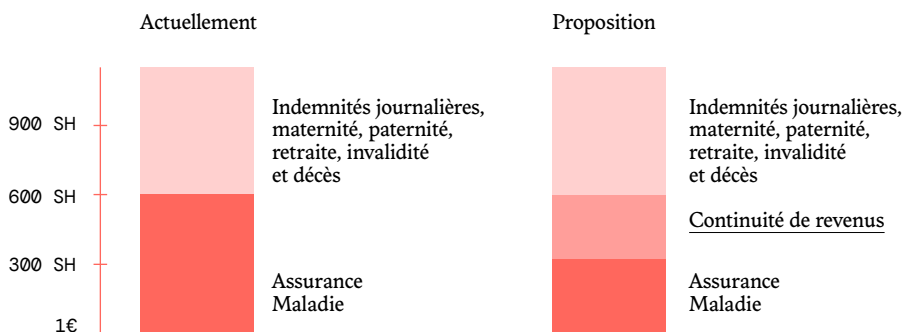 Actuellement
Proposition
900 SH
600 SH
300 SH
1€
Indemnités journalières,
maternité, paternité,
retraite, invalidité
et décès
Assurance
Maladie
Indemnités journalières,
maternité, paternité,
retraite, invalidité
et décès
Continuité de revenus
Assurance
Maladie